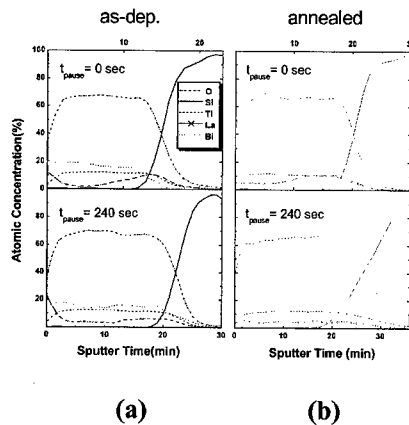 as-dep.
annealed
0 10 20
0 10 20
t_pause = 0 sec
t_pause = 0 sec
O
Si
Ti
La
Bi
100
80
60
40
20
0
t_pause = 240 sec
t_pause = 240 sec
80
60
40
20
Atomic Concentration(%)
0 10 20 30
0 10 20 30
Sputter Time(min)
Sputter Time (min)
(a)
(b)